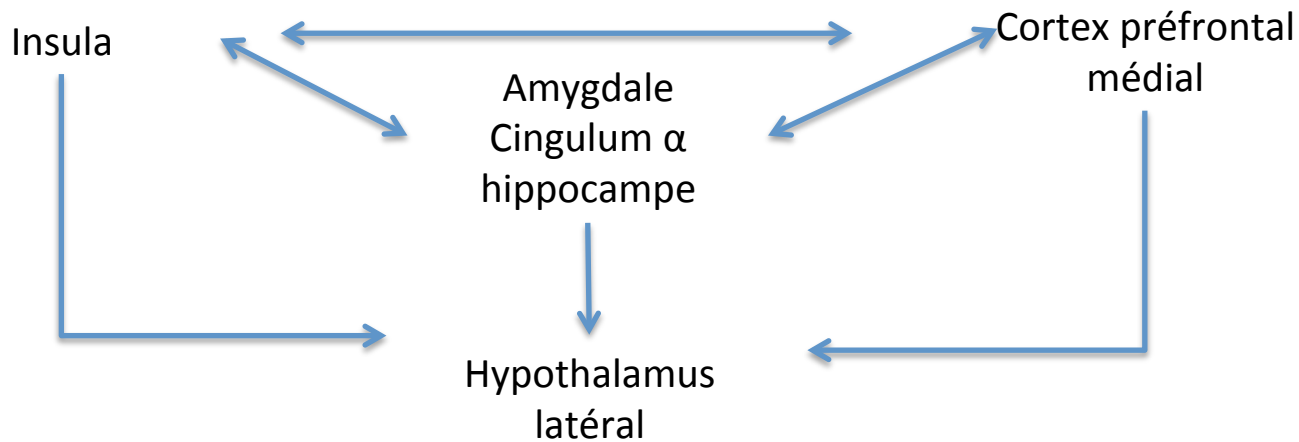 Insula
Cortex préfrontal
médial
Amygdale
Cingulum α
hippocampe
Hypothalamus
latéral